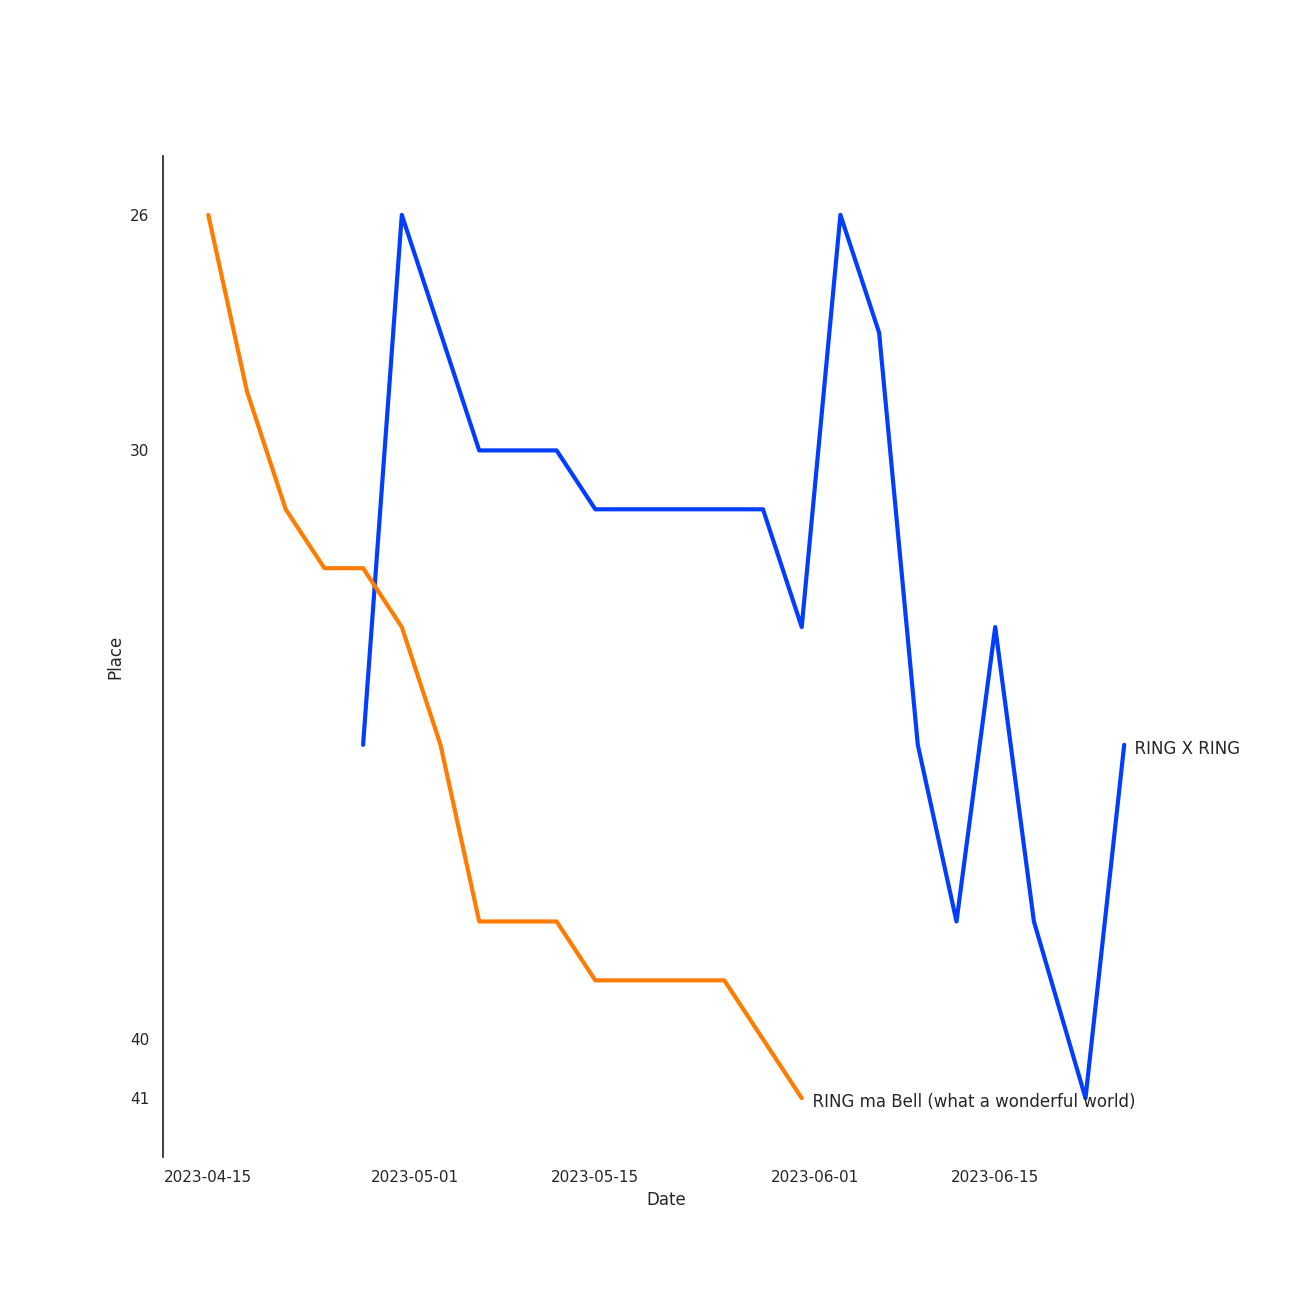 26
30
Place
RING X RING
40
41
RING ma Bell (what a wonderful world)
2023-04-15
2023-05-01
2023-05-15
2023-06-01
2023-06-15
Date